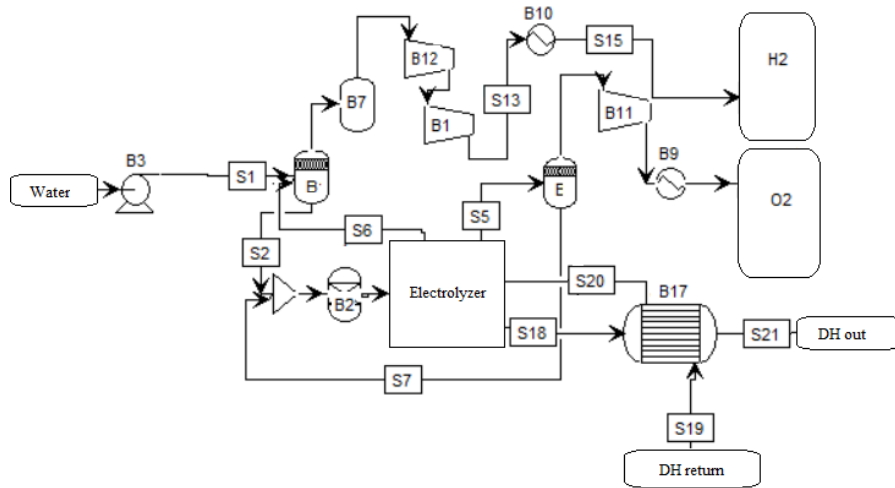 B10
S15
H2
B12
B7
S13
B1
B11
B3
B9
Water
S1
B
E
O2
S5
S6
S2
Electrolyzer
S20
B17
B2
S18
S21
DH out
S7
S19
DH return